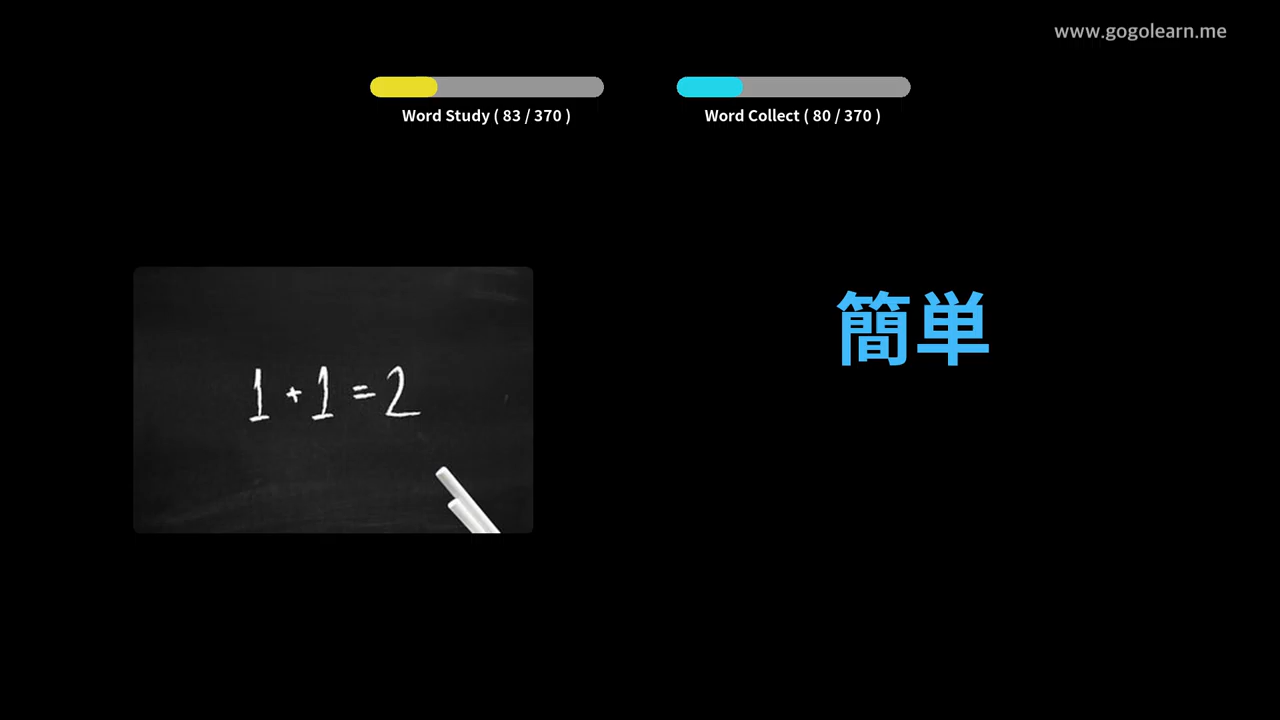 www.gogolearn.me
Word Study ( 83 / 370 )
Word Collect ( 80 / 370 )
簡単
1 + 1 = 2